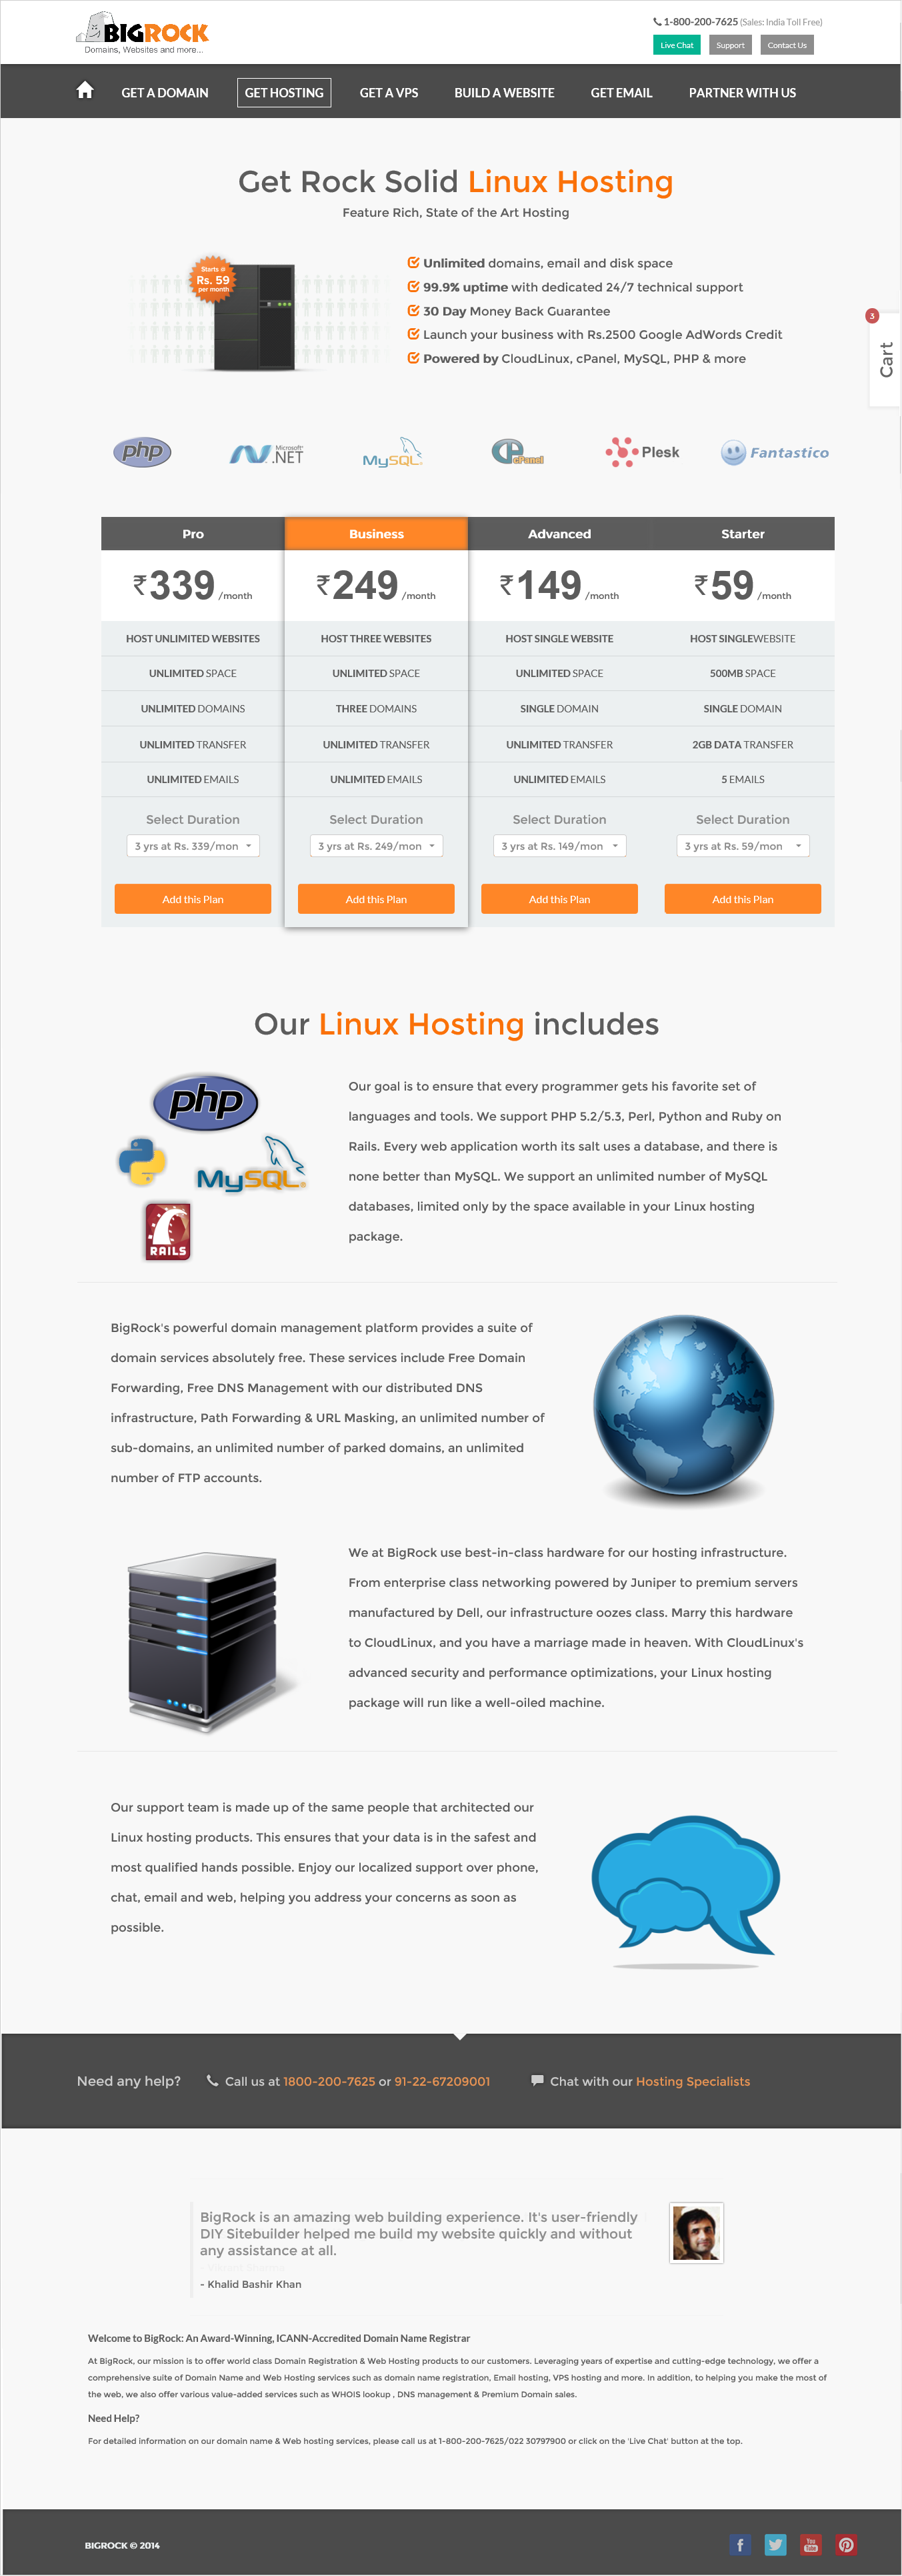 BIGROCK
Domains, Websites and more...
1-800-200-7625 (Sales: India Toll Free)
Live Chat Support Contact Us
GET A DOMAIN GET HOSTING GET A VPS BUILD A WEBSITE GET EMAIL PARTNER WITH US
Get Rock Solid Linux Hosting
Feature Rich, State of the Art Hosting
Starts @
Rs. 59
per month
Unlimited domains, email and disk space
99.9% uptime with dedicated 24/7 technical support
30 Day Money Back Guarantee
Launch your business with Rs.2500 Google AdWords Credit
Powered by CloudLinux, cPanel, MySQL, PHP & more
3
Cart
php
Microsoft
.NET
MySQL
cPanel
Plesk
Fantastico
Pro Business Advanced Starter
₹339 /month ₹249 /month ₹149 /month ₹59 /month
HOST UNLIMITED WEBSITES HOST THREE WEBSITES HOST SINGLE WEBSITE HOST SINGLEWEBSITE
UNLIMITED SPACE UNLIMITED SPACE UNLIMITED SPACE 500MB SPACE
UNLIMITED DOMAINS THREE DOMAINS SINGLE DOMAIN SINGLE DOMAIN
UNLIMITED TRANSFER UNLIMITED TRANSFER UNLIMITED TRANSFER 2GB DATA TRANSFER
UNLIMITED EMAILS UNLIMITED EMAILS UNLIMITED EMAILS 5 EMAILS
Select Duration Select Duration Select Duration Select Duration
3 yrs at Rs. 339/mon 3 yrs at Rs. 249/mon 3 yrs at Rs. 149/mon 3 yrs at Rs. 59/mon
Add this Plan Add this Plan Add this Plan Add this Plan
Our Linux Hosting includes
php
MySQL
RAILS
Our goal is to ensure that every programmer gets his favorite set of
languages and tools. We support PHP 5.2/5.3, Perl, Python and Ruby on
Rails. Every web application worth its salt uses a database, and there is
none better than MySQL. We support an unlimited number of MySQL
databases, limited only by the space available in your Linux hosting
package.
BigRock's powerful domain management platform provides a suite of
domain services absolutely free. These services include Free Domain
Forwarding, Free DNS Management with our distributed DNS
infrastructure, Path Forwarding & URL Masking, an unlimited number of
sub-domains, an unlimited number of parked domains, an unlimited
number of FTP accounts.
We at BigRock use best-in-class hardware for our hosting infrastructure.
From enterprise class networking powered by Juniper to premium servers
manufactured by Dell, our infrastructure oozes class. Marry this hardware
to CloudLinux, and you have a marriage made in heaven. With CloudLinux's
advanced security and performance optimizations, your Linux hosting
package will run like a well-oiled machine.
Our support team is made up of the same people that architected our
Linux hosting products. This ensures that your data is in the safest and
most qualified hands possible. Enjoy our localized support over phone,
chat, email and web, helping you address your concerns as soon as
possible.
Need any help? Call us at 1800-200-7625 or 91-22-67209001 Chat with our Hosting Specialists
BigRock is an amazing web building experience. It's user-friendly
DIY Sitebuilder helped me build my website quickly and without
any assistance at all.
- Khalid Bashir Khan
Welcome to BigRock: An Award-Winning, ICANN-Accredited Domain Name Registrar
At BigRock, our mission is to offer world class Domain Registration & Web Hosting products to our customers. Leveraging years of expertise and cutting-edge technology, we offer a
comprehensive suite of Domain Name and Web Hosting services such as domain name registration, Email hosting, VPS hosting and more. In addition, to helping you make the most of
the web, we also offer various value-added services such as WHOIS lookup , DNS management & Premium Domain sales.
Need Help?
For detailed information on our domain name & Web hosting services, please call us at 1-800-200-7625/022 30797900 or click on the 'Live Chat' button at the top.
BIGROCK © 2014
You Tube